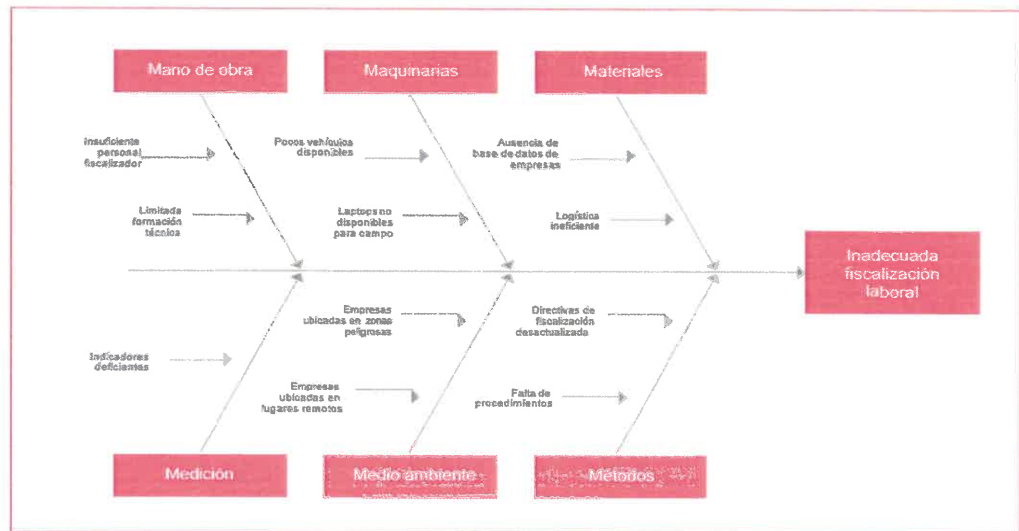 Mano de obra
Maquinarias
Materiales
Insuficiente
personal
fiscalizador
Pocos vehículos
disponibles
Ausencia de
base de datos de
empresas
Limitada
formación
técnica
Laptops no
disponibles
para campo
Logística
ineficiente
Inadecuada
fiscalización
laboral
Empresas
ubicadas en zonas
peligrosas
Directivas de
fiscalización
desactualizada
Indicadores
deficientes
Empresas
ubicadas en
lugares remotos
Falta de
procedimientos
Medición
Medio ambiente
Métodos